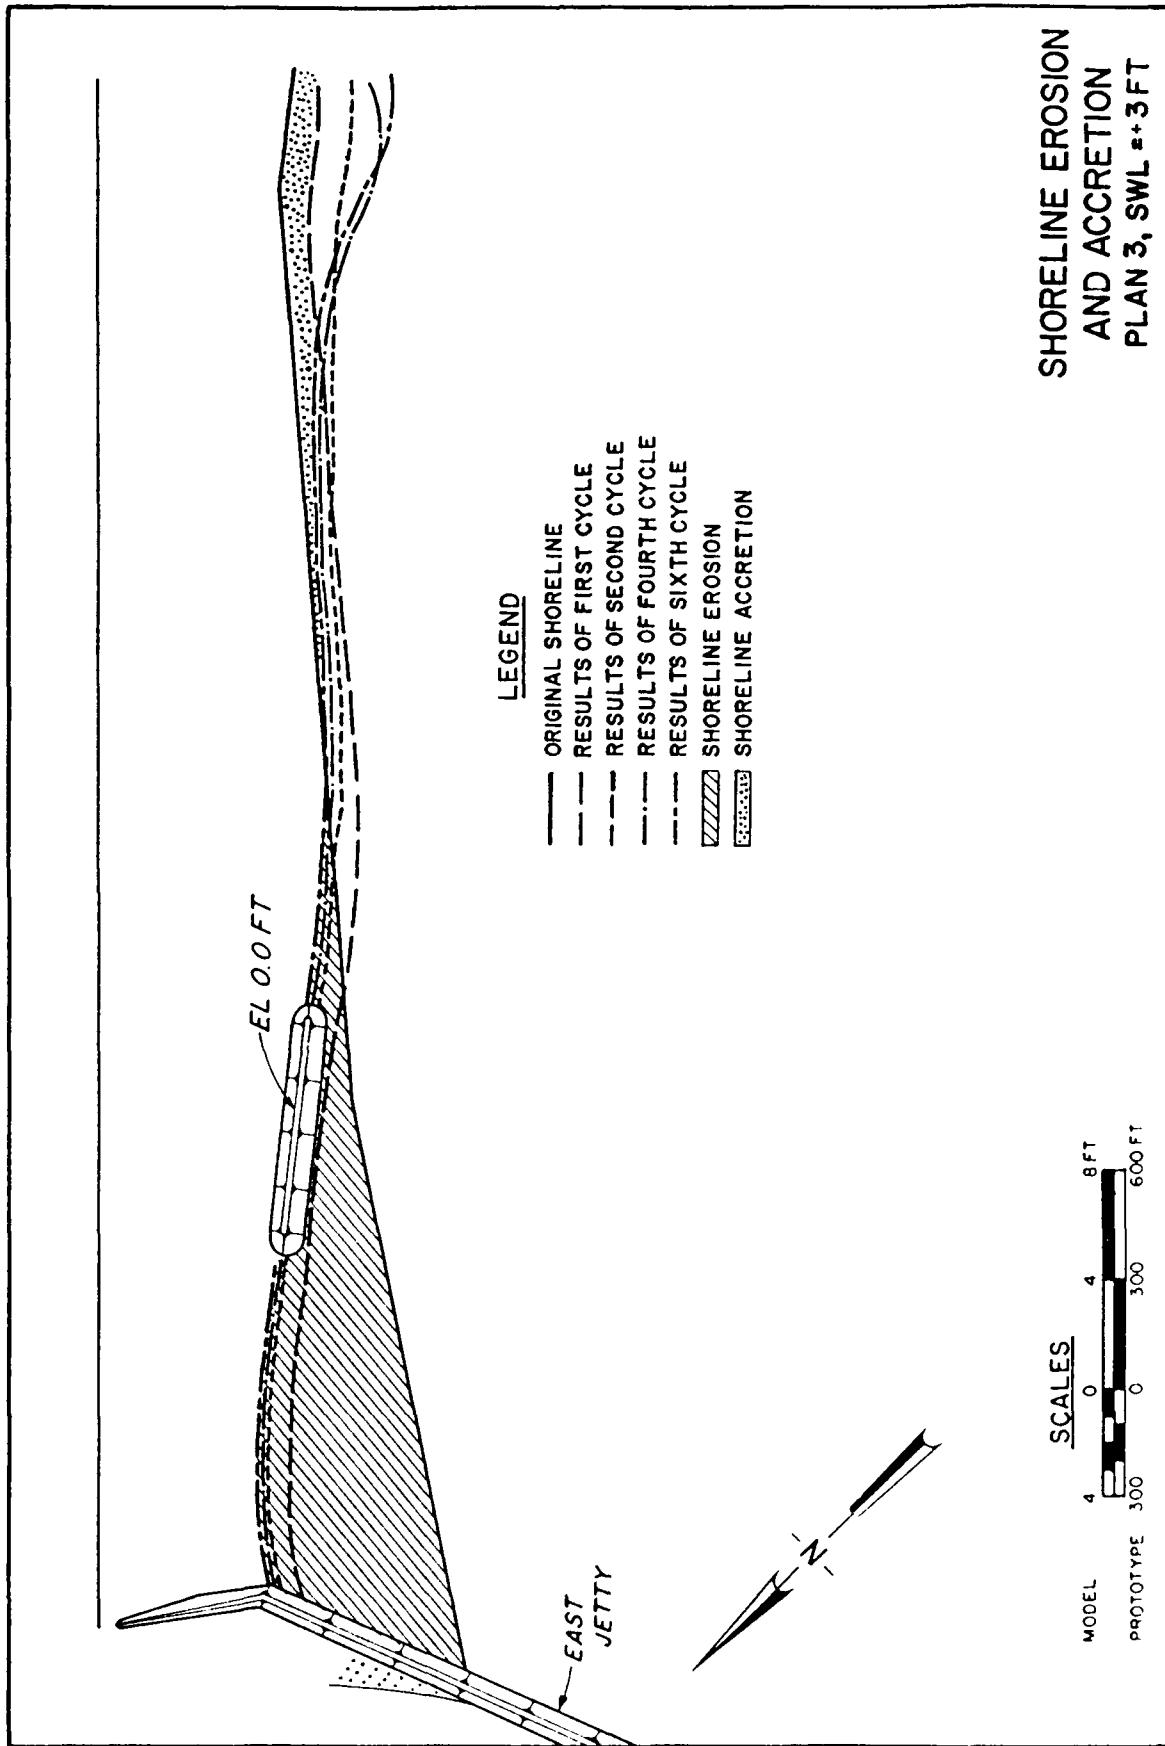 EL 0.0 FT
EAST
JETTY
N
LEGEND
ORIGINAL SHORELINE
RESULTS OF FIRST CYCLE
RESULTS OF SECOND CYCLE
RESULTS OF FOURTH CYCLE
RESULTS OF SIXTH CYCLE
SHORELINE EROSION
SHORELINE ACCRETION
SCALES
MODEL 4 0 4 8 FT
PROTOTYPE 300 0 300 600 FT
SHORELINE EROSION
AND ACCRETION
PLAN 3, SWL =+3 FT